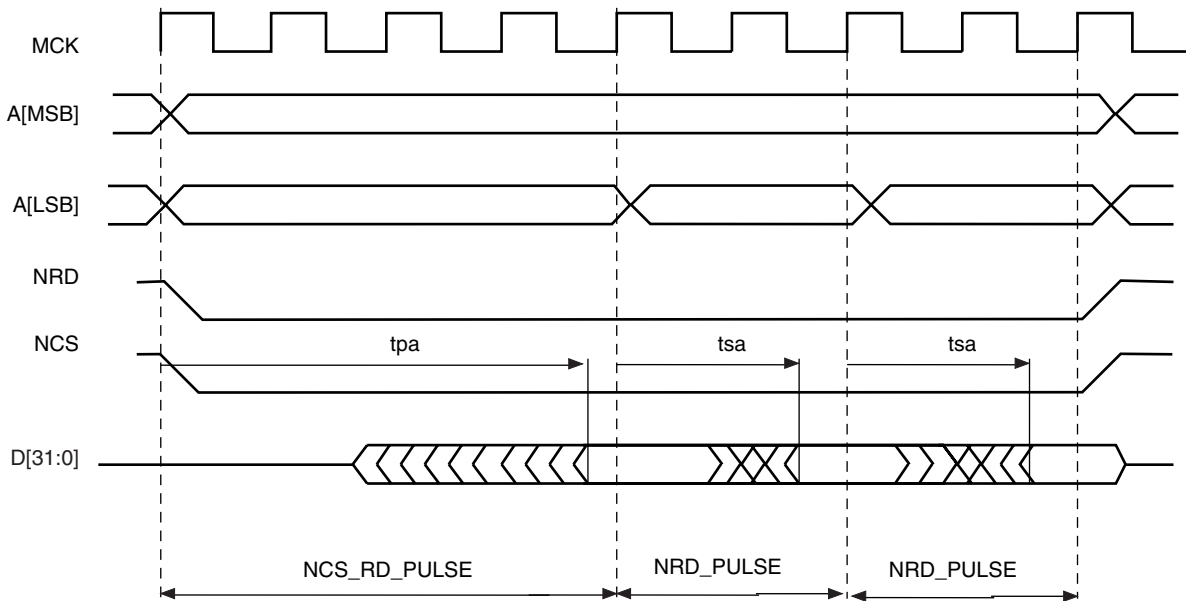 MCK
A[MSB]
A[LSB]
NRD
NCS
tpa
tsa
tsa
D[31:0]
NCS_RD_PULSE
NRD_PULSE
NRD_PULSE